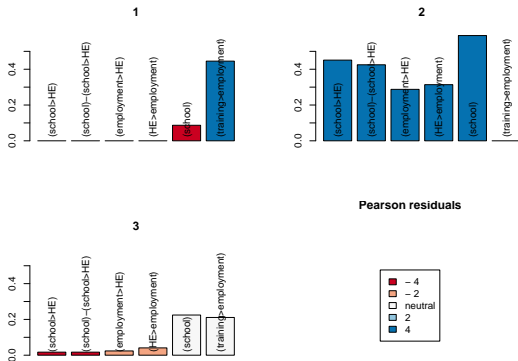 1
0.0 0.2 0.4
(school>HE)
(school)−(school>HE)
(employment>HE)
(HE>employment)
(school)
(training>employment)
2
0.0 0.2 0.4
(school>HE)
(school)−(school>HE)
(employment>HE)
(HE>employment)
(school)
(training>employment)
3
0.0 0.2 0.4
(school>HE)
(school)−(school>HE)
(employment>HE)
(HE>employment)
(school)
(training>employment)
Pearson residuals
− 4
− 2
neutral
2
4